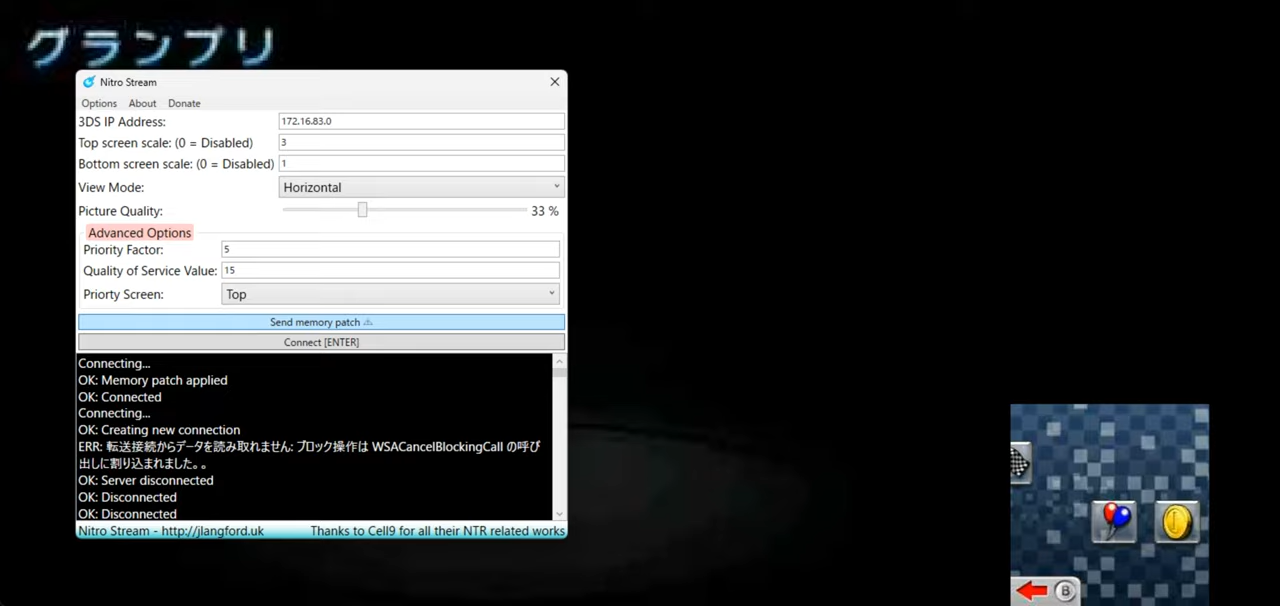 グランプリ
Nitro Stream
Options About Donate
3DS IP Address: 172.16.83.0
Top screen scale: (0 = Disabled) 3
Bottom screen scale: (0 = Disabled) 1
View Mode: Horizontal
Picture Quality: 33 %
Advanced Options
Priority Factor: 5
Quality of Service Value: 15
Priorty Screen: Top
Send memory patch ⚠
Connect [ENTER]
Connecting...
OK: Memory patch applied
OK: Connected
Connecting...
OK: Creating new connection
ERR: 転送接続からデータを読み取れません: ブロック操作は WSACancelBlockingCall の呼び
出しに割り込まれました。。
OK: Server disconnected
OK: Disconnected
OK: Disconnected
Nitro Stream - http://jlangford.uk Thanks to Cell9 for all their NTR related works
B